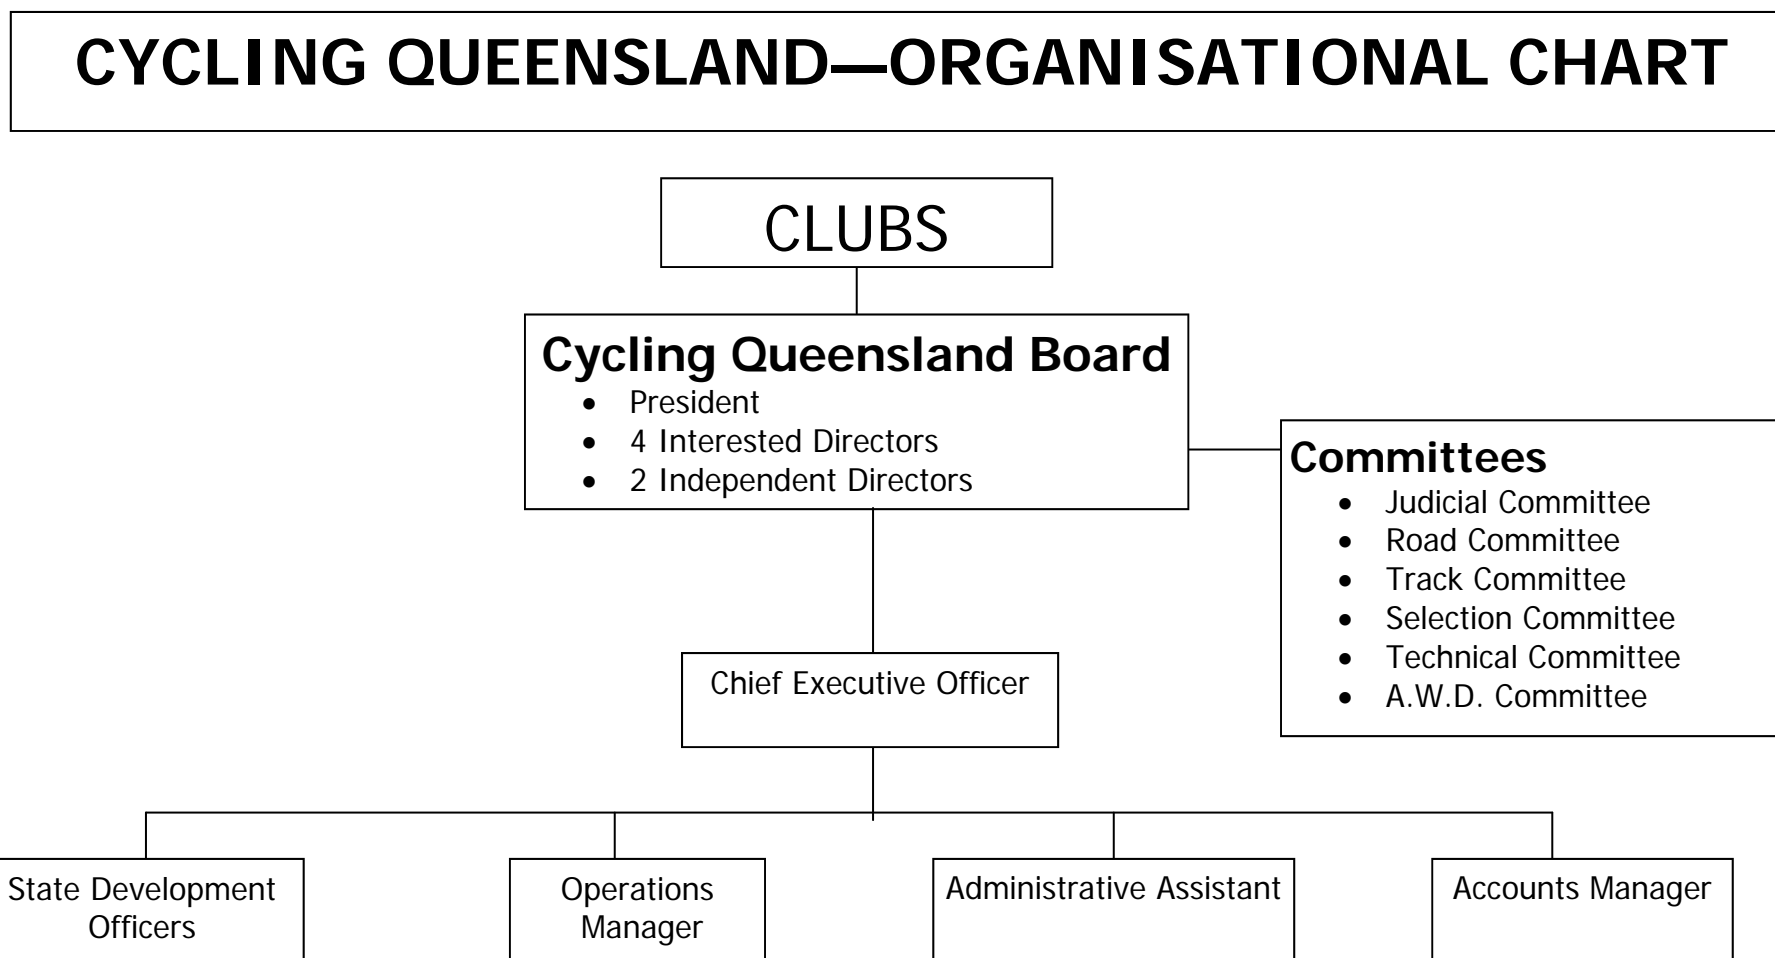 CYCLING QUEENSLAND—ORGANISATIONAL CHART
CLUBS
Cycling Queensland Board
• President
• 4 Interested Directors
• 2 Independent Directors
Committees
• Judicial Committee
• Road Committee
• Track Committee
• Selection Committee
• Technical Committee
• A.W.D. Committee
Chief Executive Officer
State Development
Officers
Operations
Manager
Administrative Assistant
Accounts Manager